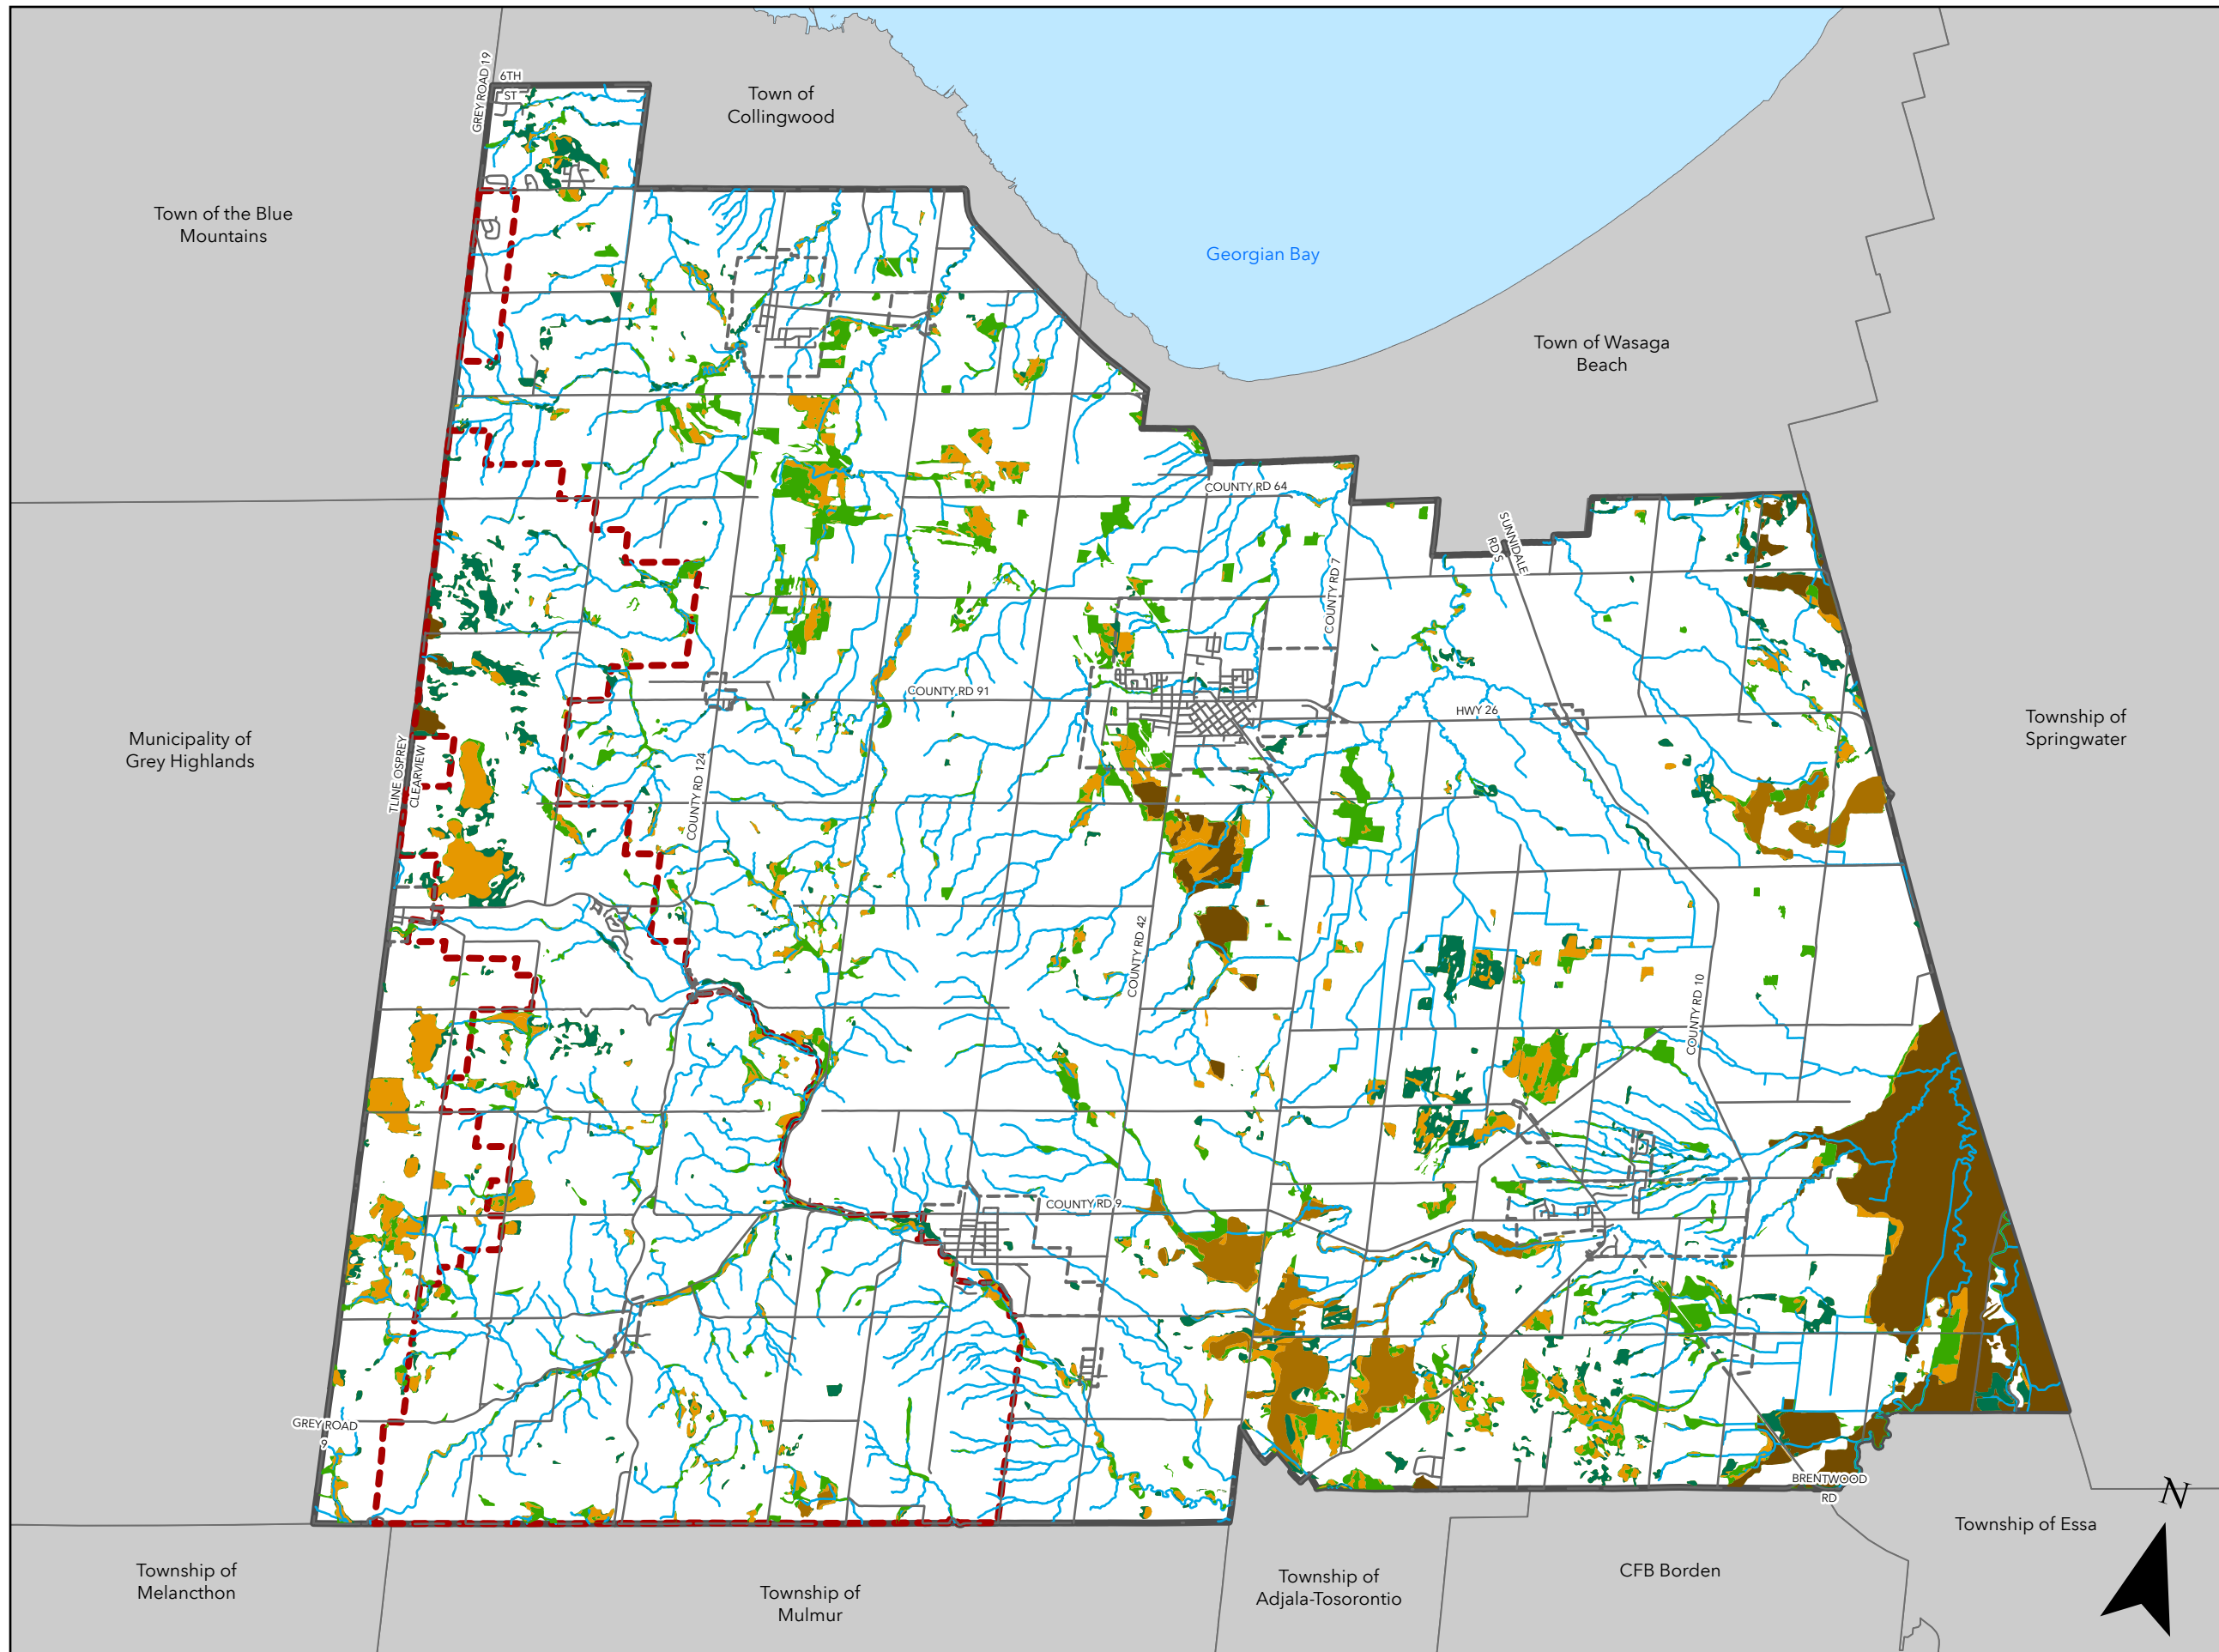 GREY ROAD 19
6TH
ST
Town of
Collingwood
Town of the Blue
Mountains
Georgian Bay
Town of Wasaga
Beach
COUNTY RD 64
SUNNIDALE
RD S
COUNTY RD 7
COUNTY RD 91
HWY 26
Township of
Springwater
Municipality of
Grey Highlands
TLINE OSPREY
CLEARVIEW
COUNTY RD 124
COUNTY RD 42
COUNTY RD 10
COUNTY RD 9
GREY ROAD
9
BRENTWOOD
RD
N
Township of Essa
Township of
Melancthon
Township of
Mulmur
Township of
Adjala-Tosorontio
CFB Borden